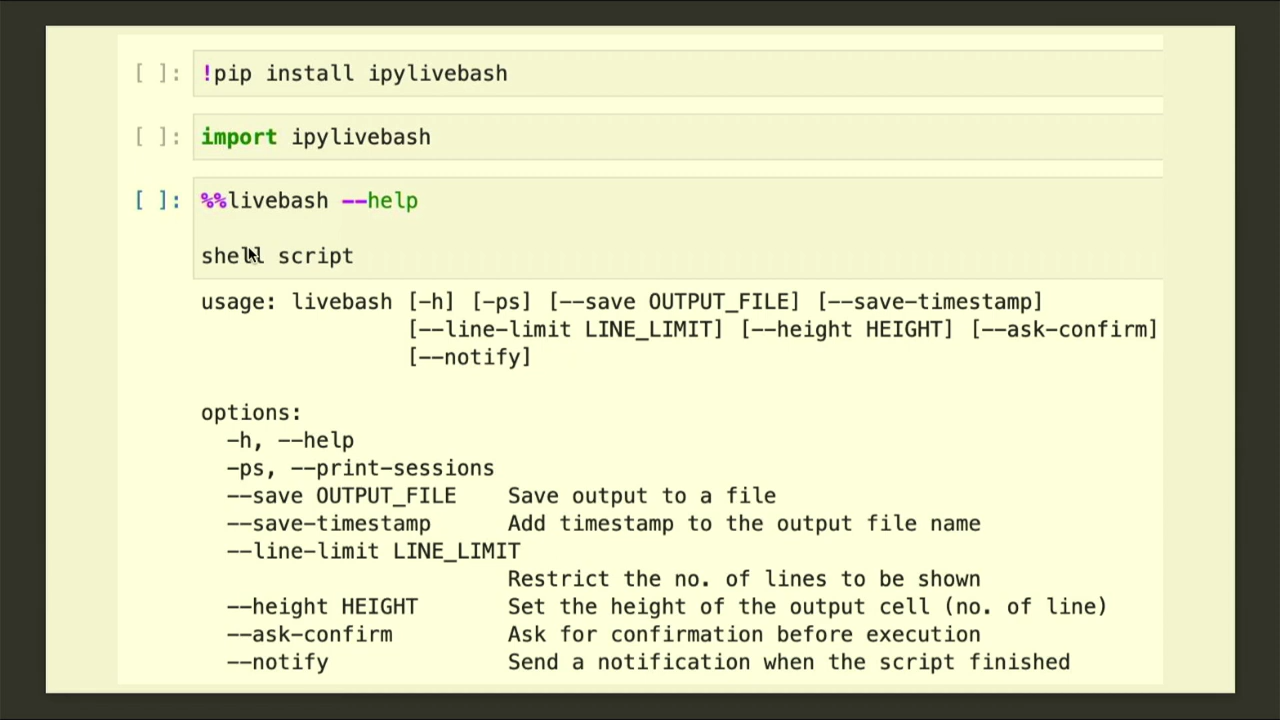 [ ]: !pip install ipylivebash
[ ]: import ipylivebash
[ ]: %%livebash --help
shell script
usage: livebash [-h] [-ps] [--save OUTPUT_FILE] [--save-timestamp]
[--line-limit LINE_LIMIT] [--height HEIGHT] [--ask-confirm]
[--notify]
options:
-h, --help
-ps, --print-sessions
--save OUTPUT_FILE Save output to a file
--save-timestamp Add timestamp to the output file name
--line-limit LINE_LIMIT
Restrict the no. of lines to be shown
--height HEIGHT Set the height of the output cell (no. of line)
--ask-confirm Ask for confirmation before execution
--notify Send a notification when the script finished